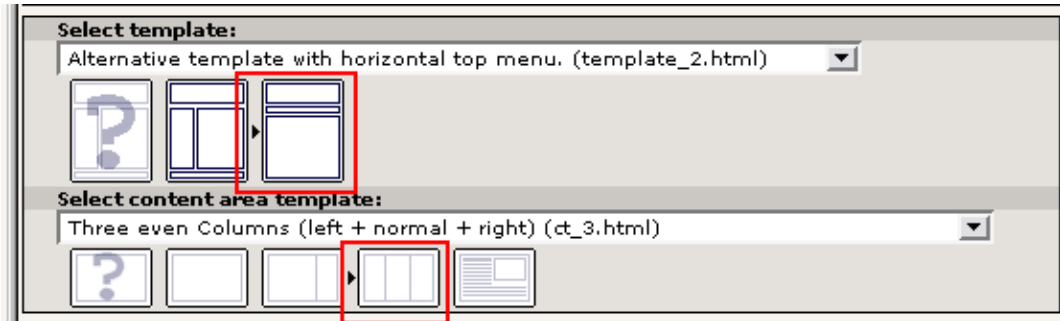 Select template:
Alternative template with horizontal top menu. (template_2.html)
?
Select content area template:
Three even Columns (left + normal + right) (ct_3.html)
?